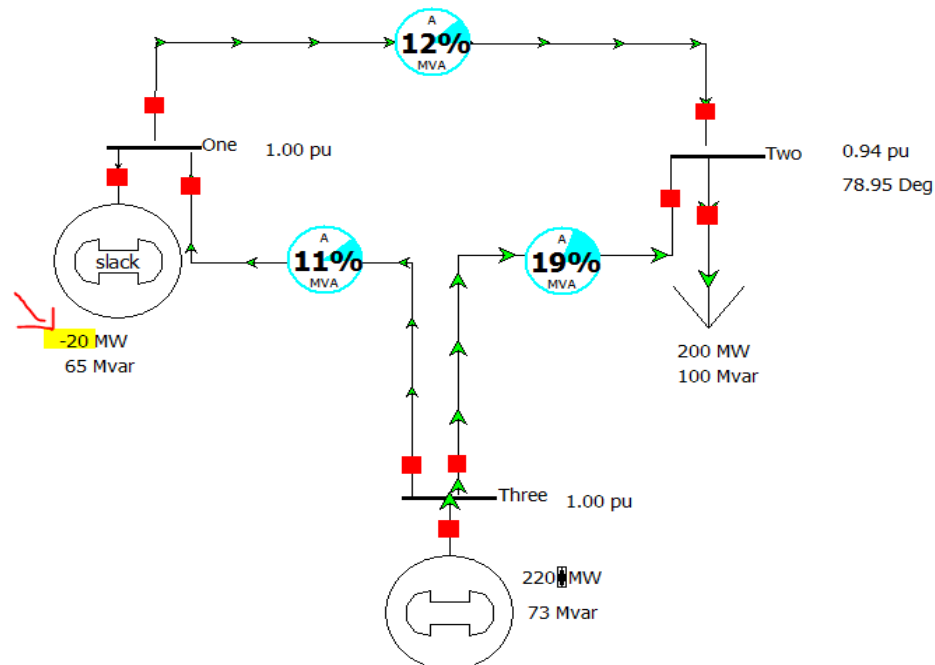 A
12%
MVA
One
1.00 pu
Two
0.94 pu
78.95 Deg
slack
A
11%
MVA
A
19%
MVA
-20 MW
65 Mvar
200 MW
100 Mvar
Three
1.00 pu
220 MW
73 Mvar